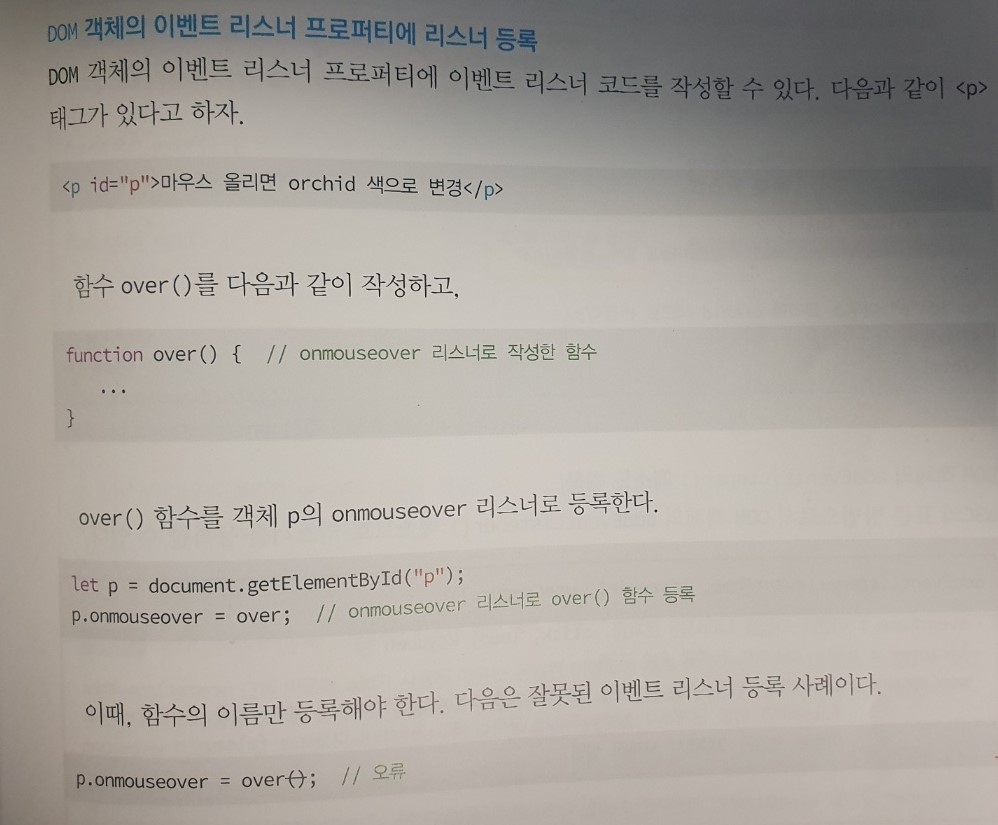 DOM 객체의 이벤트 리스너 프로퍼티에 리스너 등록
DOM 객체의 이벤트 리스너 프로퍼티에 이벤트 리스너 코드를 작성할 수 있다. 다음과 같이 <p>
태그가 있다고 하자.
<p id="p">마우스 올리면 orchid 색으로 변경</p>
함수 over()를 다음과 같이 작성하고,
function over() {  // onmouseover 리스너로 작성한 함수
...
}
over() 함수를 객체 p의 onmouseover 리스너로 등록한다.
let p = document.getElementById("p");
p.onmouseover = over;  // onmouseover 리스너로 over() 함수 등록
이때, 함수의 이름만 등록해야 한다. 다음은 잘못된 이벤트 리스너 등록 사례이다.
p.onmouseover = over();  // 오류